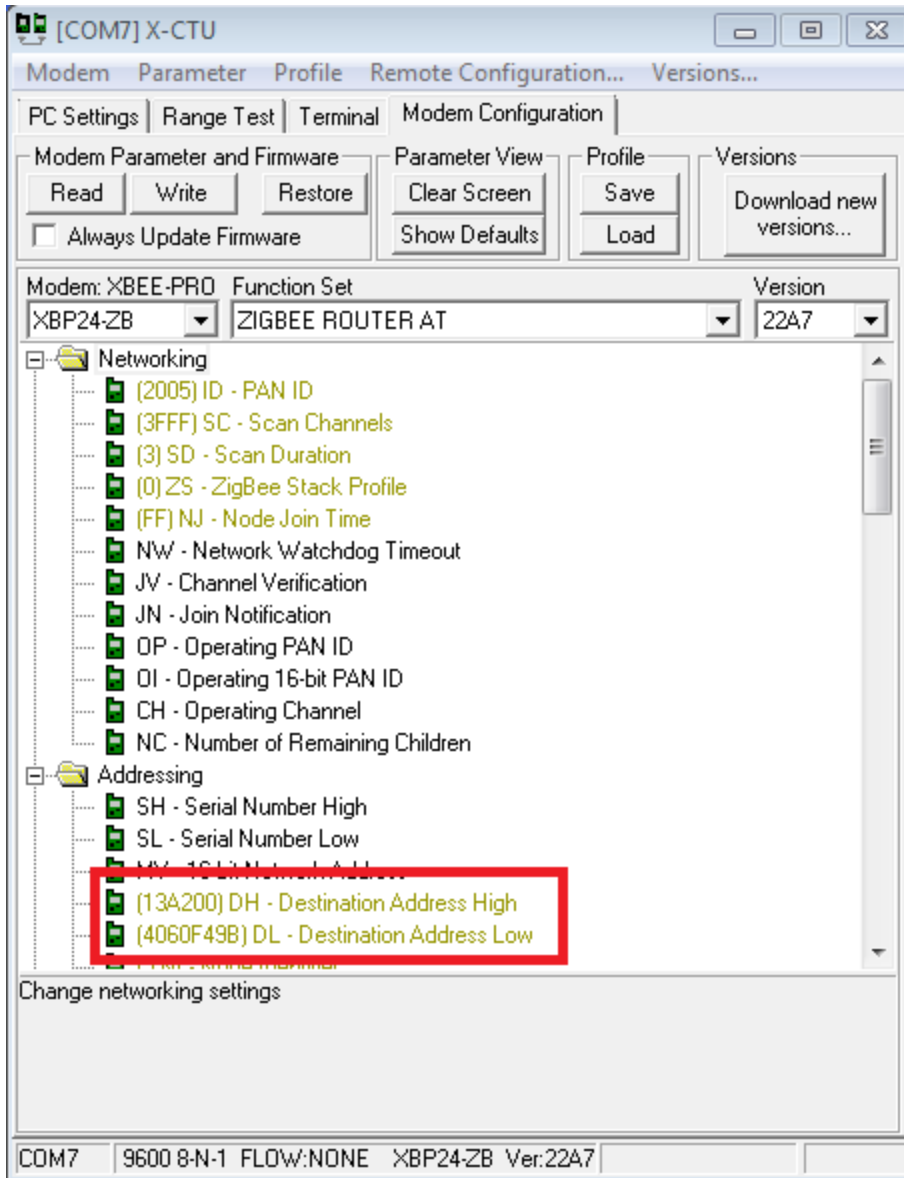 [COM7] X-CTU
Modem Parameter Profile Remote Configuration... Versions...
PC Settings Range Test Terminal Modem Configuration
Modem Parameter and Firmware Parameter View Profile Versions
Read Write Restore Clear Screen Save Download new versions...
Always Update Firmware Show Defaults Load
Modem: XBEE-PRO Function Set Version
XBP24-ZB ZIGBEE ROUTER AT 22A7
Networking
(2005) ID - PAN ID
(3FFF) SC - Scan Channels
(3) SD - Scan Duration
(0) ZS - ZigBee Stack Profile
(FF) NJ - Node Join Time
NW - Network Watchdog Timeout
JV - Channel Verification
JN - Join Notification
OP - Operating PAN ID
OI - Operating 16-bit PAN ID
CH - Operating Channel
NC - Number of Remaining Children
Addressing
SH - Serial Number High
SL - Serial Number Low
MY - 16-bit Network Address
(13A200) DH - Destination Address High
(4060F49B) DL - Destination Address Low
Change networking settings
COM7 9600 8-N-1 FLOW:NONE XBP24-ZB Ver:22A7